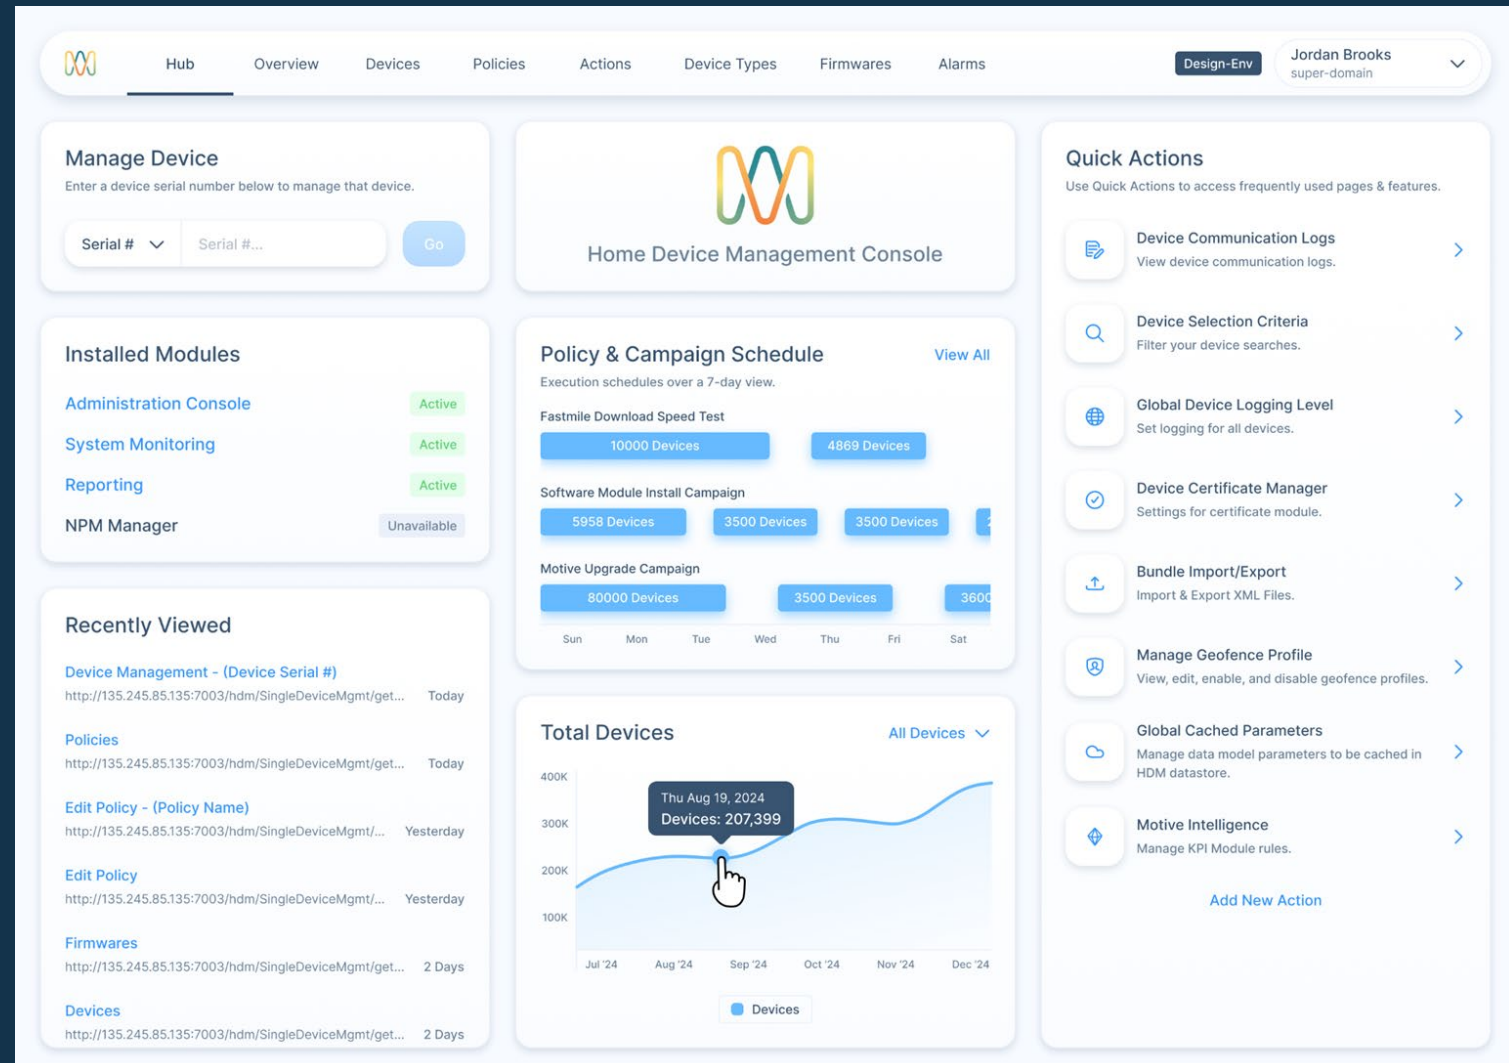 Hub
Overview
Devices
Policies
Actions
Device Types
Firmwares
Alarms
Design-Env
Jordan Brooks
super-domain
Manage Device
Enter a device serial number below to manage that device.
Serial #
Serial #...
Go
Installed Modules
Administration Console
Active
System Monitoring
Active
Reporting
Active
NPM Manager
Unavailable
Recently Viewed
Device Management - (Device Serial #)
http://135.245.85.135:7003/hdm/SingleDeviceMgmt/get...
Today
Policies
http://135.245.85.135:7003/hdm/SingleDeviceMgmt/get...
Today
Edit Policy - (Policy Name)
http://135.245.85.135:7003/hdm/SingleDeviceMgmt/...
Yesterday
Edit Policy
http://135.245.85.135:7003/hdm/SingleDeviceMgmt/...
Yesterday
Firmwares
http://135.245.85.135:7003/hdm/SingleDeviceMgmt/get...
2 Days
Devices
http://135.245.85.135:7003/hdm/SingleDeviceMgmt/get...
2 Days
Home Device Management Console
Policy & Campaign Schedule
View All
Execution schedules over a 7-day view.
Fastmile Download Speed Test
10000 Devices
4869 Devices
Software Module Install Campaign
5958 Devices
3500 Devices
3500 Devices
Motive Upgrade Campaign
80000 Devices
3500 Devices
3600
Sun
Mon
Tue
Wed
Thu
Fri
Sat
Total Devices
All Devices
400K
300K
200K
100K
Thu Aug 19, 2024
Devices: 207,399
Jul '24
Aug '24
Sep '24
Oct '24
Nov '24
Dec '24
Devices
Quick Actions
Use Quick Actions to access frequently used pages & features.
Device Communication Logs
View device communication logs.
Device Selection Criteria
Filter your device searches.
Global Device Logging Level
Set logging for all devices.
Device Certificate Manager
Settings for certificate module.
Bundle Import/Export
Import & Export XML Files.
Manage Geofence Profile
View, edit, enable, and disable geofence profiles.
Global Cached Parameters
Manage data model parameters to be cached in
HDM datastore.
Motive Intelligence
Manage KPI Module rules.
Add New Action